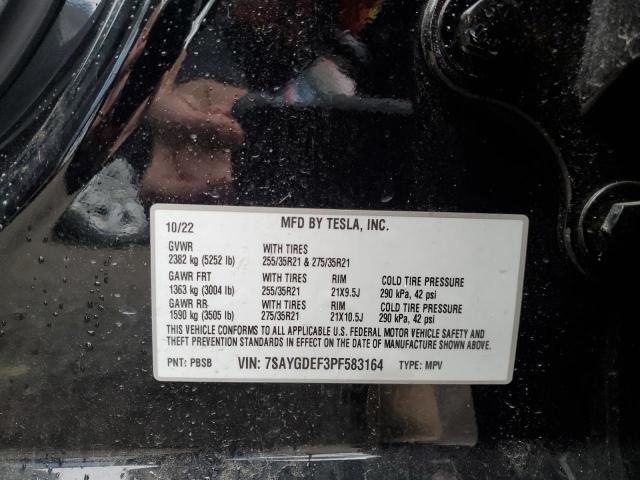 10/22 MFD BY TESLA, INC.
GVWR WITH TIRES
2382 kg (5252 lb) 255/35R21 & 275/35R21
GAWR FRT WITH TIRES RIM COLD TIRE PRESSURE
1363 kg (3004 lb) 255/35R21 21X9.5J 290 kPa, 42 psi
GAWR RR WITH TIRES RIM COLD TIRE PRESSURE
1590 kg (3505 lb) 275/35R21 21X10.5J 290 kPa, 42 psi
THIS VEHICLE CONFORMS TO ALL APPLICABLE U.S. FEDERAL MOTOR VEHICLE SAFETY AND
THEFT PREVENTION STANDARDS IN EFFECT ON THE DATE OF MANUFACTURE SHOWN ABOVE.
PNT: PBSB VIN: 7SAYGDEF3PF583164 TYPE: MPV